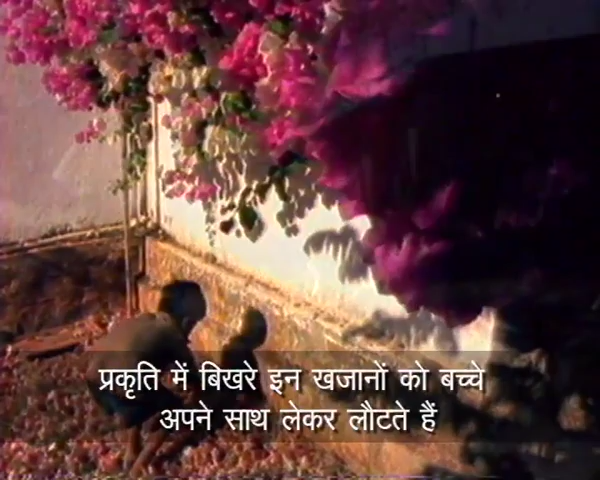 प्रकृति में बिखरे इन खजानों को बच्चे
अपने साथ लेकर लौटते हैं